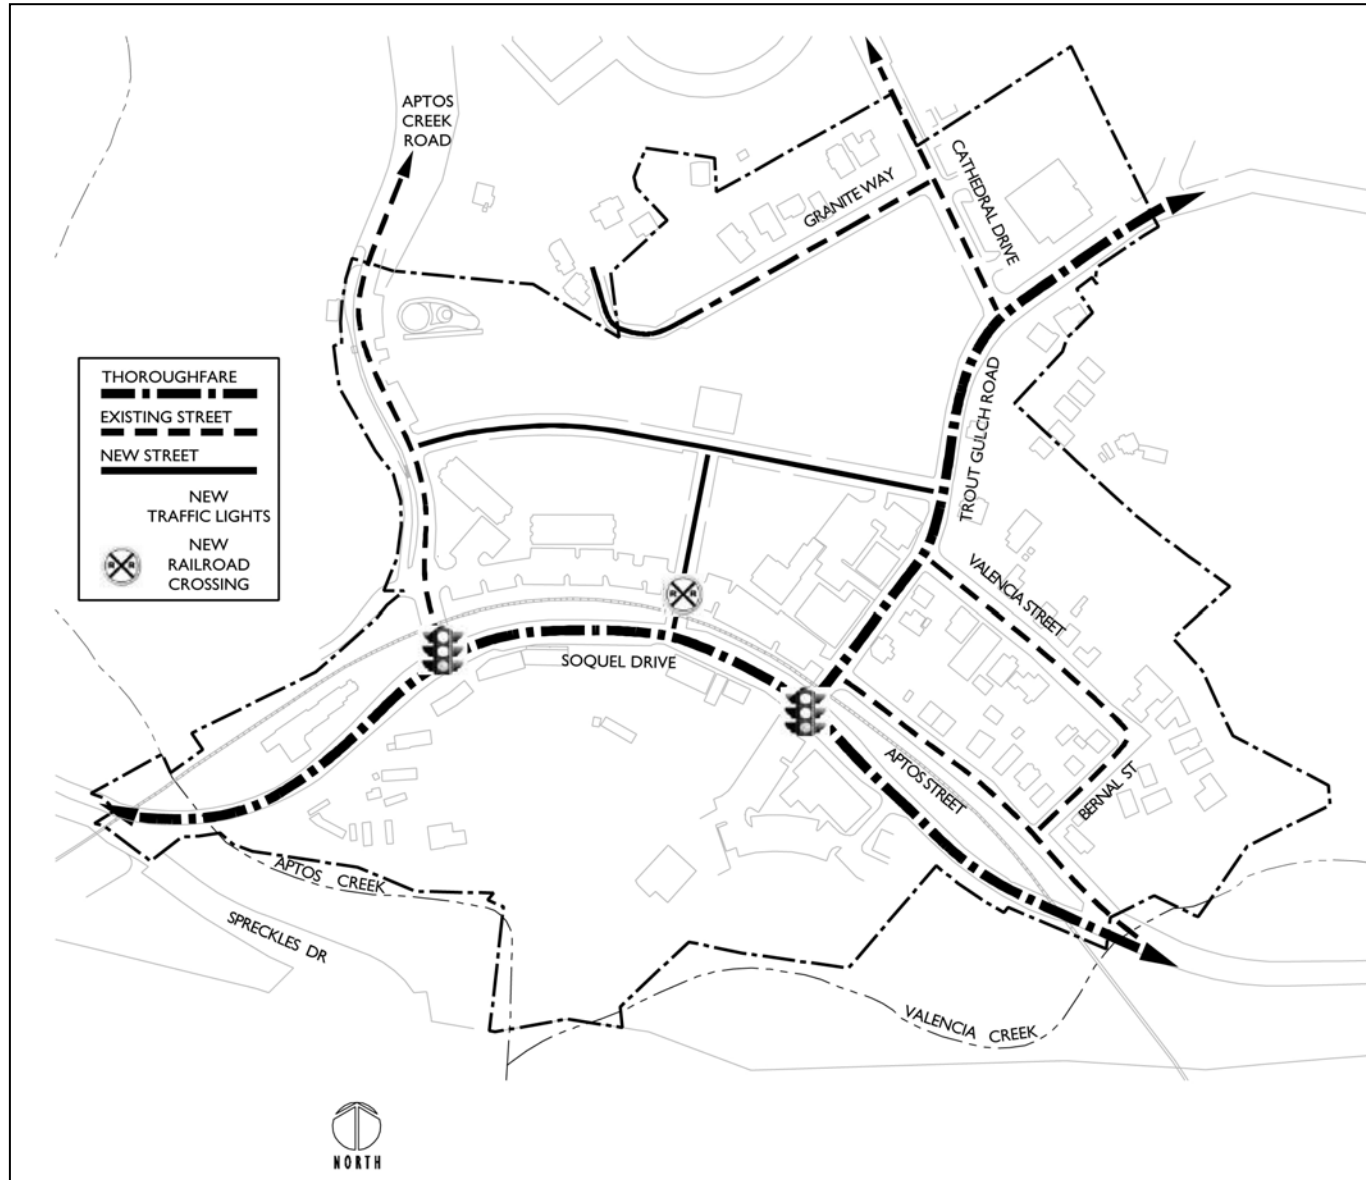 APTOS
CREEK
ROAD
CATHEDRAL DRIVE
GRANITE WAY
THOROUGHFARE
EXISTING STREET
NEW STREET
NEW
TRAFFIC LIGHTS
NEW
RAILROAD
CROSSING
TROUT GULCH ROAD
VALENCIA STREET
SOQUEL DRIVE
APTOS STREET
BERNAL ST
APTOS CREEK
SPRECKLES DR
VALENCIA CREEK
NORTH